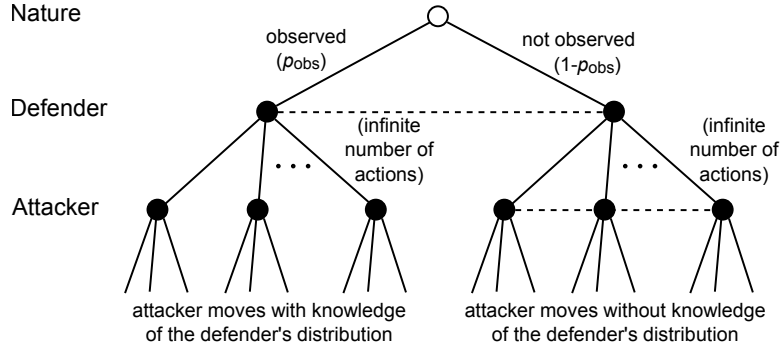 Nature
observed
(pobs)
not observed
(1-pobs)
Defender
(infinite
number of
actions)
(infinite
number of
actions)
. . .
. . .
Attacker
attacker moves with knowledge
of the defender's distribution
attacker moves without knowledge
of the defender's distribution